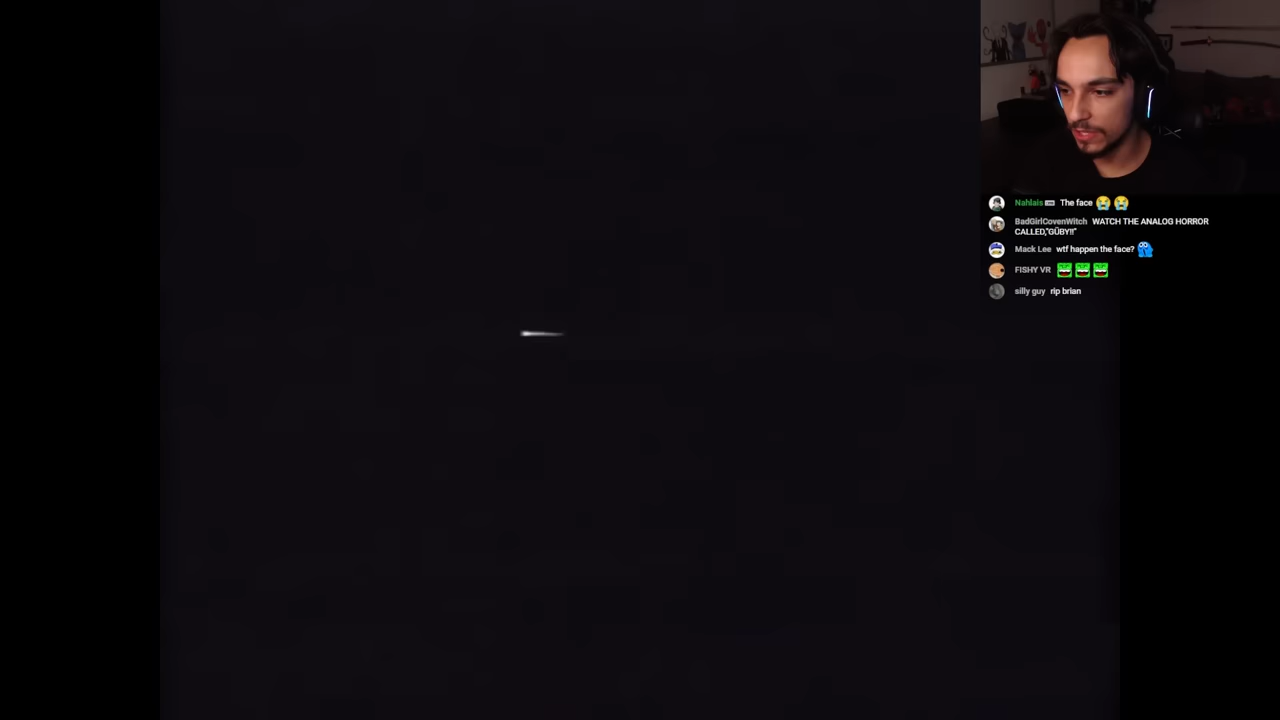 Nahlais The face
BadGirlCovenWitch WATCH THE ANALOG HORROR
CALLED,"GÜBY!!"
Mack Lee wtf happen the face?
FISHY VR
silly guy rip brian